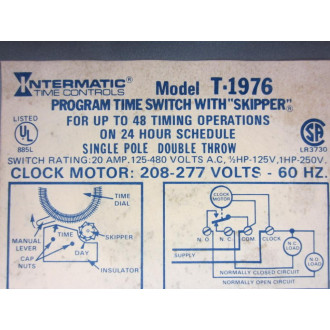 INTERMATIC®
TIME CONTROLS
Model T-1976
PROGRAM TIME SWITCH WITH "SKIPPER"®
FOR UP TO 48 TIMING OPERATIONS
ON 24 HOUR SCHEDULE
SINGLE POLE DOUBLE THROW
LISTED
UL
885L
SA
LR3730
SWITCH RATING: 20 AMP, 125-480 VOLTS A.C, ½HP-125V, 1HP-250V.
CLOCK MOTOR: 208-277 VOLTS - 60 HZ.
TIME DIAL
MANUAL LEVER
TIME
SKIPPER
CAP NUTS
DAY
INSULATOR
CLOCK MOTOR
N.O.
N.C.
COM.
CLOCK
SUPPLY
N.C. LOAD
N.O. LOAD
NORMALLY CLOSED CIRCUIT
NORMALLY OPEN CIRCUIT